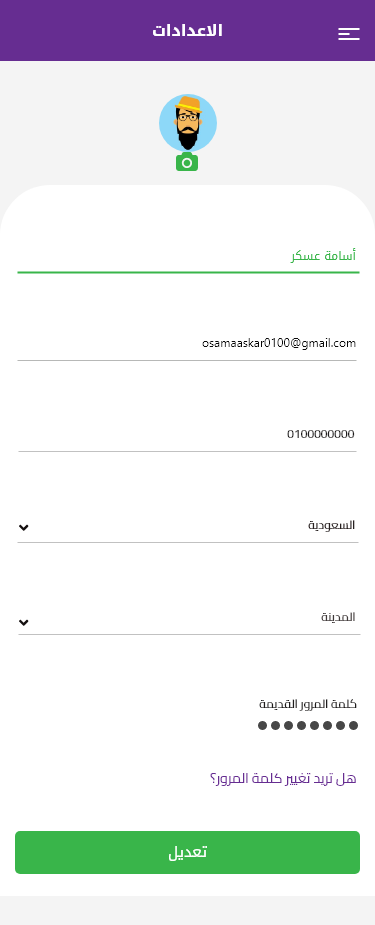 الاعدادات
أسامة عسكر
osamaaskar0100@gmail.com
0100000000
السعودية
المدينة
كلمة المرور القديمة
هل تريد تغيير كلمة المرور؟
تعديل